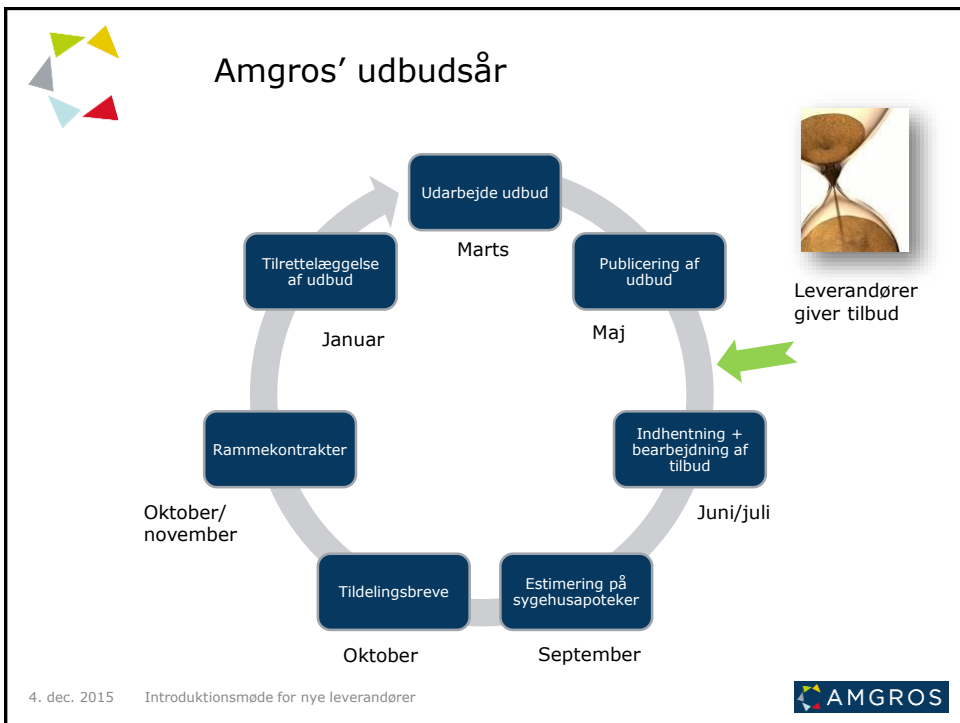 Amgros’ udbudsår
Udarbejde udbud
Marts
Publicering af
udbud
Maj
Leverandører
giver tilbud
Indhentning +
bearbejdning af
tilbud
Juni/juli
Estimering på
sygehusapoteker
September
Tildelingsbreve
Oktober
Rammekontrakter
Oktober/
november
Tilrettelæggelse
af udbud
Januar
4. dec. 2015 Introduktionsmøde for nye leverandører
AMGROS